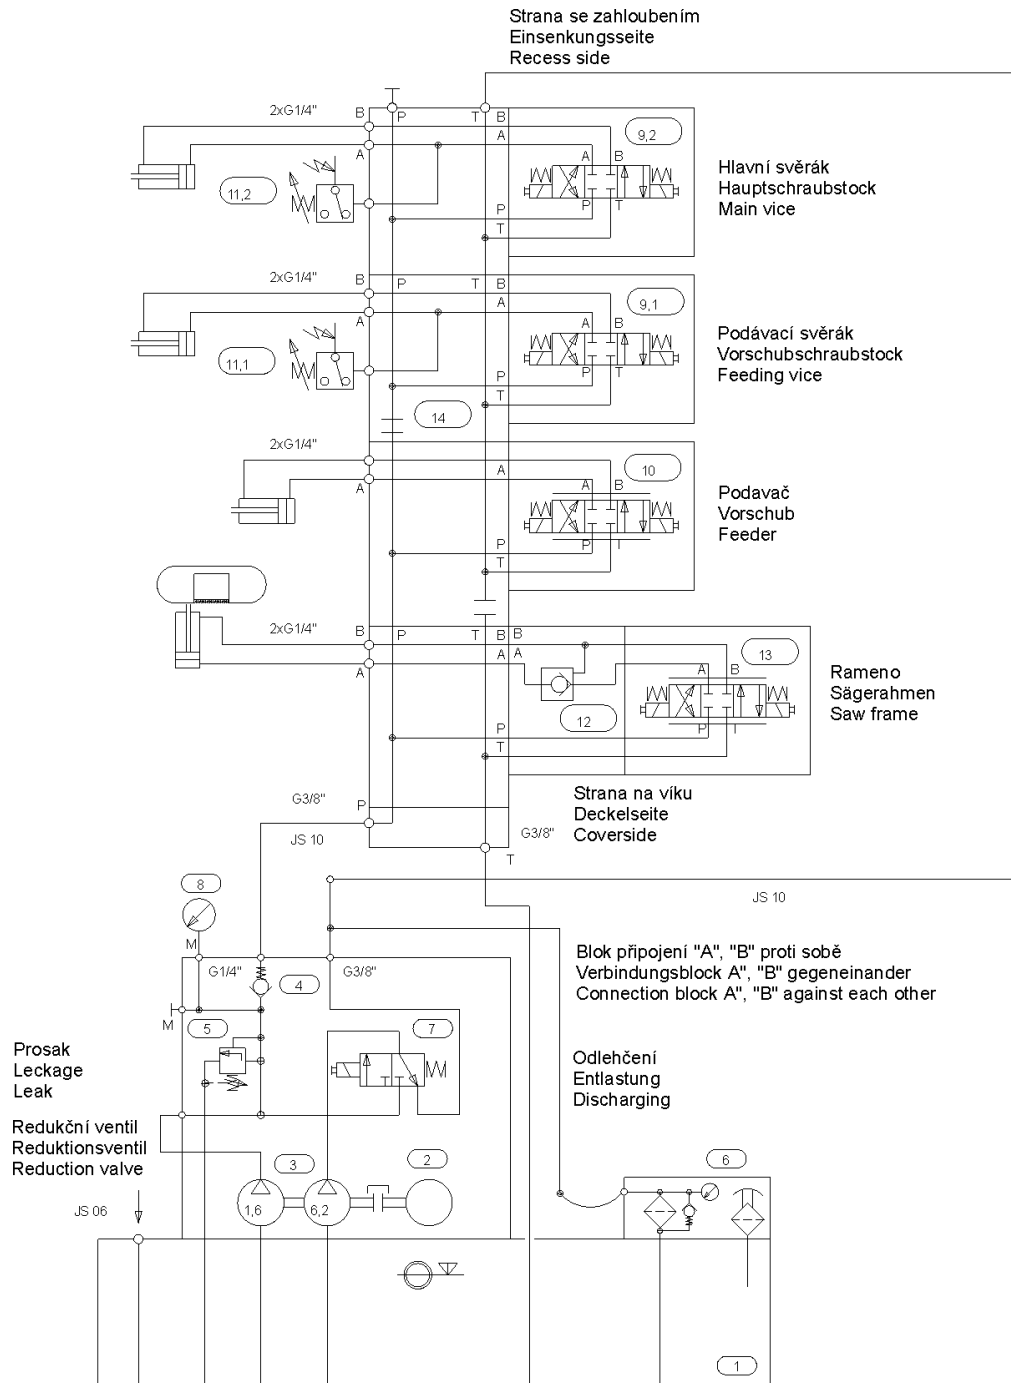 Strana se zahloubením
Einsenkungsseite
Recess side
2xG1/4"
B
P
T
B
A
A
9,2
A
B
P
T
P
T
11,2
Hlavní svěrák
Hauptschraubstock
Main vice
2xG1/4"
B
P
T
B
A
A
9,1
A
B
P
T
P
T
11,1
Podávací svěrák
Vorschubschraubstock
Feeding vice
14
2xG1/4"
A
A
10
A
B
P
T
P
T
Podavač
Vorschub
Feeder
2xG1/4"
B
P
T
B
B
A
A
A
13
A
B
P
T
P
T
12
Rameno
Sägerahmen
Saw frame
G3/8"
P
JS 10
G3/8"
T
Strana na víku
Deckelseite
Coverside
JS 10
8
M
G1/4"
G3/8"
4
M
5
7
Blok připojení "A", "B" proti sobě
Verbindungsblock A", "B" gegeneinander
Connection block A", "B" against each other
Prosak
Leckage
Leak
Odlehčení
Entlastung
Discharging
Redukční ventil
Reduktionsventil
Reduction valve
3
2
6
JS 06
1,6
6,2
1